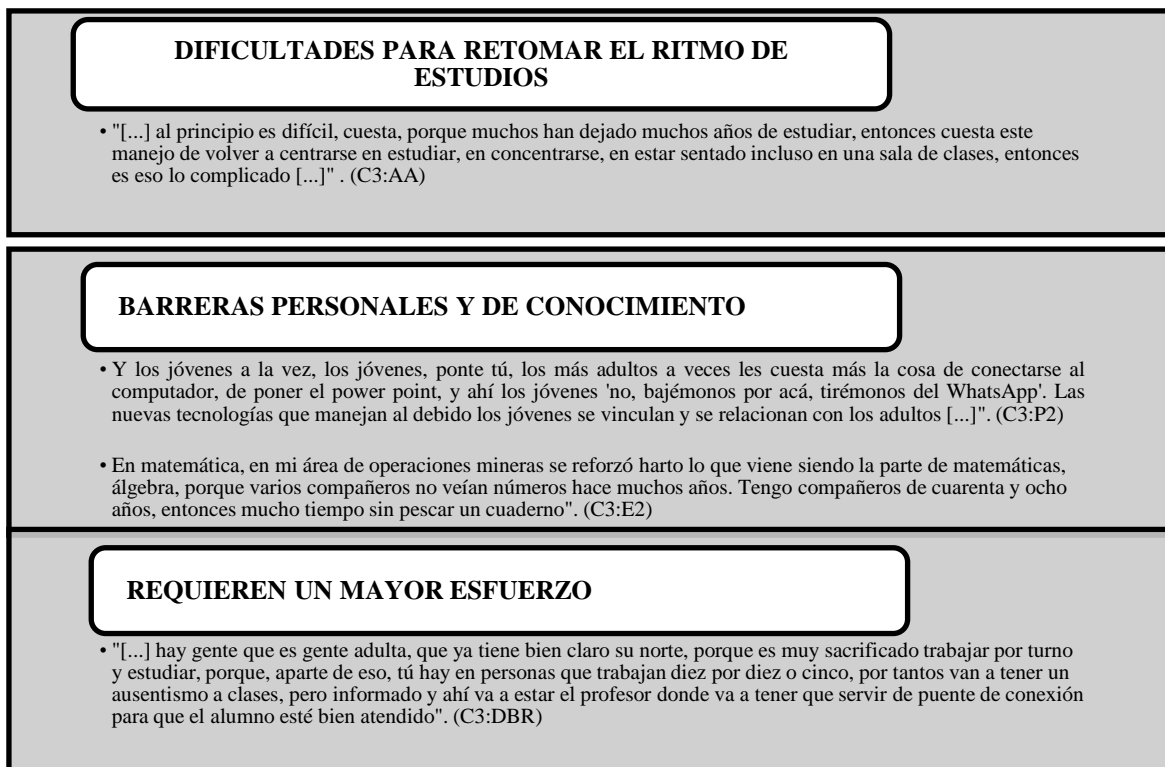 DIFICULTADES PARA RETOMAR EL RITMO DE
ESTUDIOS
• "[...] al principio es difícil, cuesta, porque muchos han dejado muchos años de estudiar, entonces cuesta este
manejo de volver a centrarse en estudiar, en concentrarse, en estar sentado incluso en una sala de clases, entonces
es eso lo complicado [...]" . (C3:AA)
BARRERAS PERSONALES Y DE CONOCIMIENTO
• Y los jóvenes a la vez, los jóvenes, ponte tú, los más adultos a veces les cuesta más la cosa de conectarse al
computador, de poner el power point, y ahí los jóvenes 'no, bajémonos por acá, tirémonos del WhatsApp'. Las
nuevas tecnologías que manejan al debido los jóvenes se vinculan y se relacionan con los adultos [...]". (C3:P2)
• En matemática, en mi área de operaciones mineras se reforzó harto lo que viene siendo la parte de matemáticas,
álgebra, porque varios compañeros no veían números hace muchos años. Tengo compañeros de cuarenta y ocho
años, entonces mucho tiempo sin pescar un cuaderno". (C3:E2)
REQUIEREN UN MAYOR ESFUERZO
• "[...] hay gente que es gente adulta, que ya tiene bien claro su norte, porque es muy sacrificado trabajar por turno
y estudiar, porque, aparte de eso, tú hay en personas que trabajan diez por diez o cinco, por tantos van a tener un
ausentismo a clases, pero informado y ahí va a estar el profesor donde va a tener que servir de puente de conexión
para que el alumno esté bien atendido". (C3:DBR)